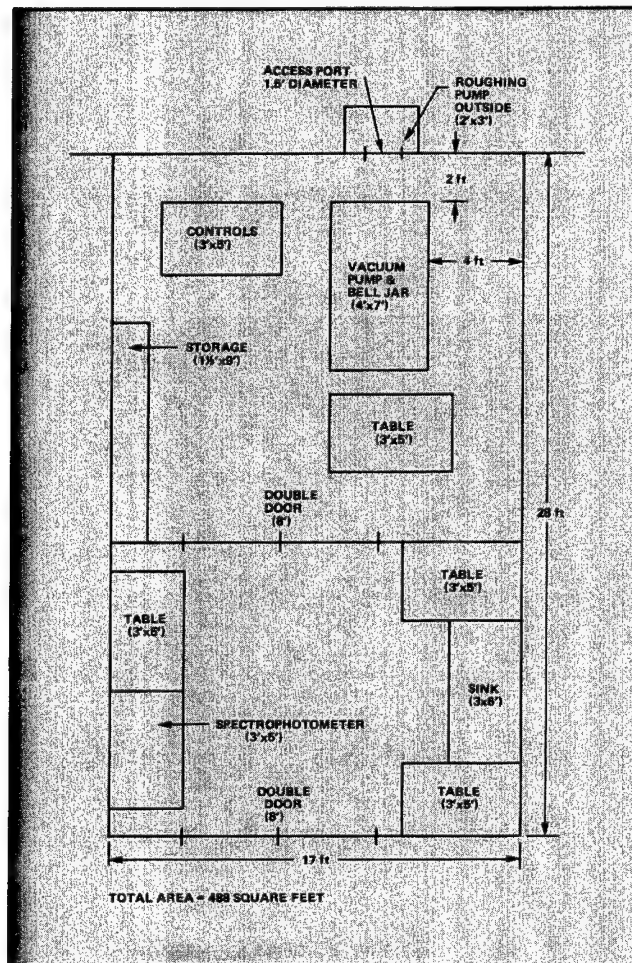 ACCESS PORT
1.5' DIAMETER
ROUGHING
PUMP
OUTSIDE
(2'x3')
2 ft
CONTROLS
(3'x5')
VACUUM
PUMP &
BELL JAR
(4'x7')
4 ft
STORAGE
(1½'x9')
TABLE
(3'x5')
DOUBLE
DOOR
(8')
28 ft
TABLE
(3'x5')
TABLE
(3'x5')
SINK
(3x6')
SPECTROPHOTOMETER
(3'x5')
DOUBLE
DOOR
(8')
TABLE
(3'x5')
17 ft
TOTAL AREA = 488 SQUARE FEET